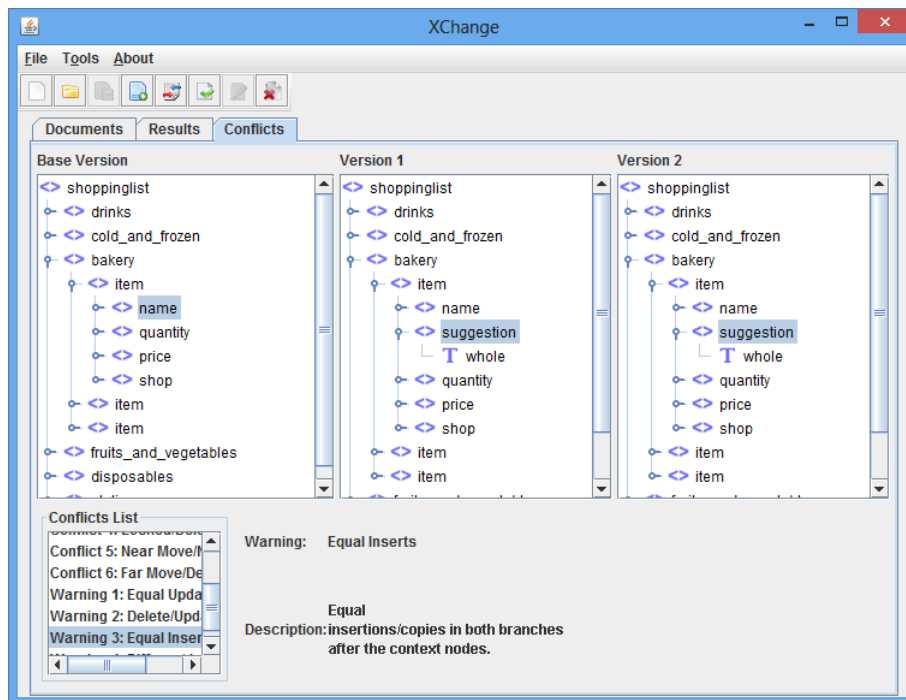 XChange
File Tools About
Documents Results Conflicts
Base Version Version 1 Version 2
<> shoppinglist
<> drinks
<> cold_and_frozen
<> bakery
<> item
<> name
<> quantity
<> price
<> shop
<> item
<> item
<> fruits_and_vegetables
<> disposables
<> shoppinglist
<> drinks
<> cold_and_frozen
<> bakery
<> item
<> name
<> suggestion
T whole
<> quantity
<> price
<> shop
<> item
<> item
<> shoppinglist
<> drinks
<> cold_and_frozen
<> bakery
<> item
<> name
<> suggestion
T whole
<> quantity
<> price
<> shop
<> item
<> item
Conflicts List
Conflict 5: Near Move/
Conflict 6: Far Move/De
Warning 1: Equal Upda
Warning 2: Delete/Upd
Warning 3: Equal Inser
Warning: Equal Inserts
Description: Equal
insertions/copies in both branches
after the context nodes.